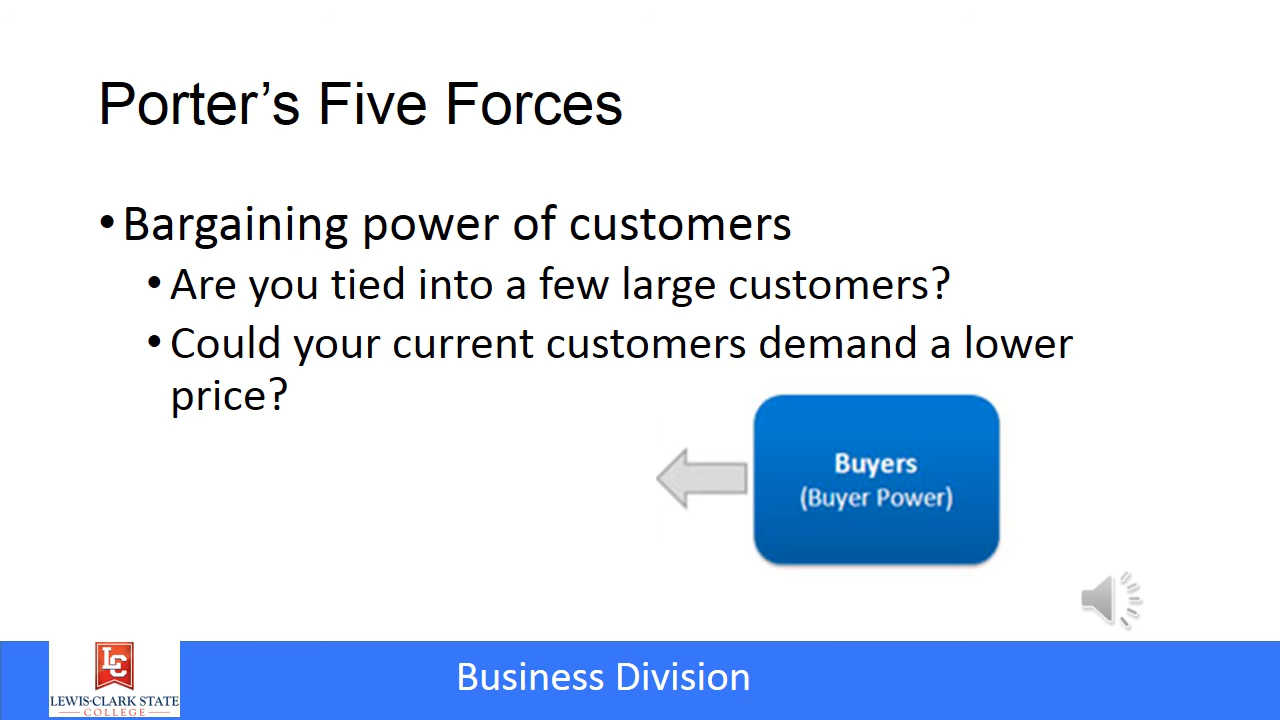 Porter’s Five Forces
•Bargaining power of customers
•Are you tied into a few large customers?
•Could your current customers demand a lower
price?
Buyers
(Buyer Power)
LC
LEWIS-CLARK STATE
COLLEGE
Business Division